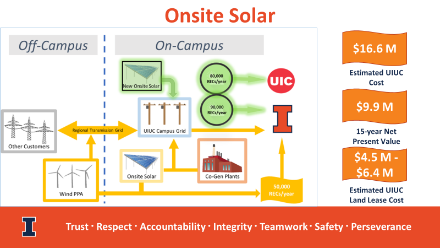 Onsite Solar
Off-Campus
On-Campus
New Onsite Solar
80,000
RECs/year
UIC
$16.6 M
Estimated UIUC
Cost
90,000
RECs/year
Other Customers
Regional Transmission Grid
UIUC Campus Grid
I
$9.9 M
15-year Net
Present Value
Wind PPA
Onsite Solar
Co-Gen Plants
RECs/year
$4.5 M -
$6.4 M
Estimated UIUC
Land Lease Cost
I
Trust · Respect · Accountability · Integrity · Teamwork · Safety · Perseverance